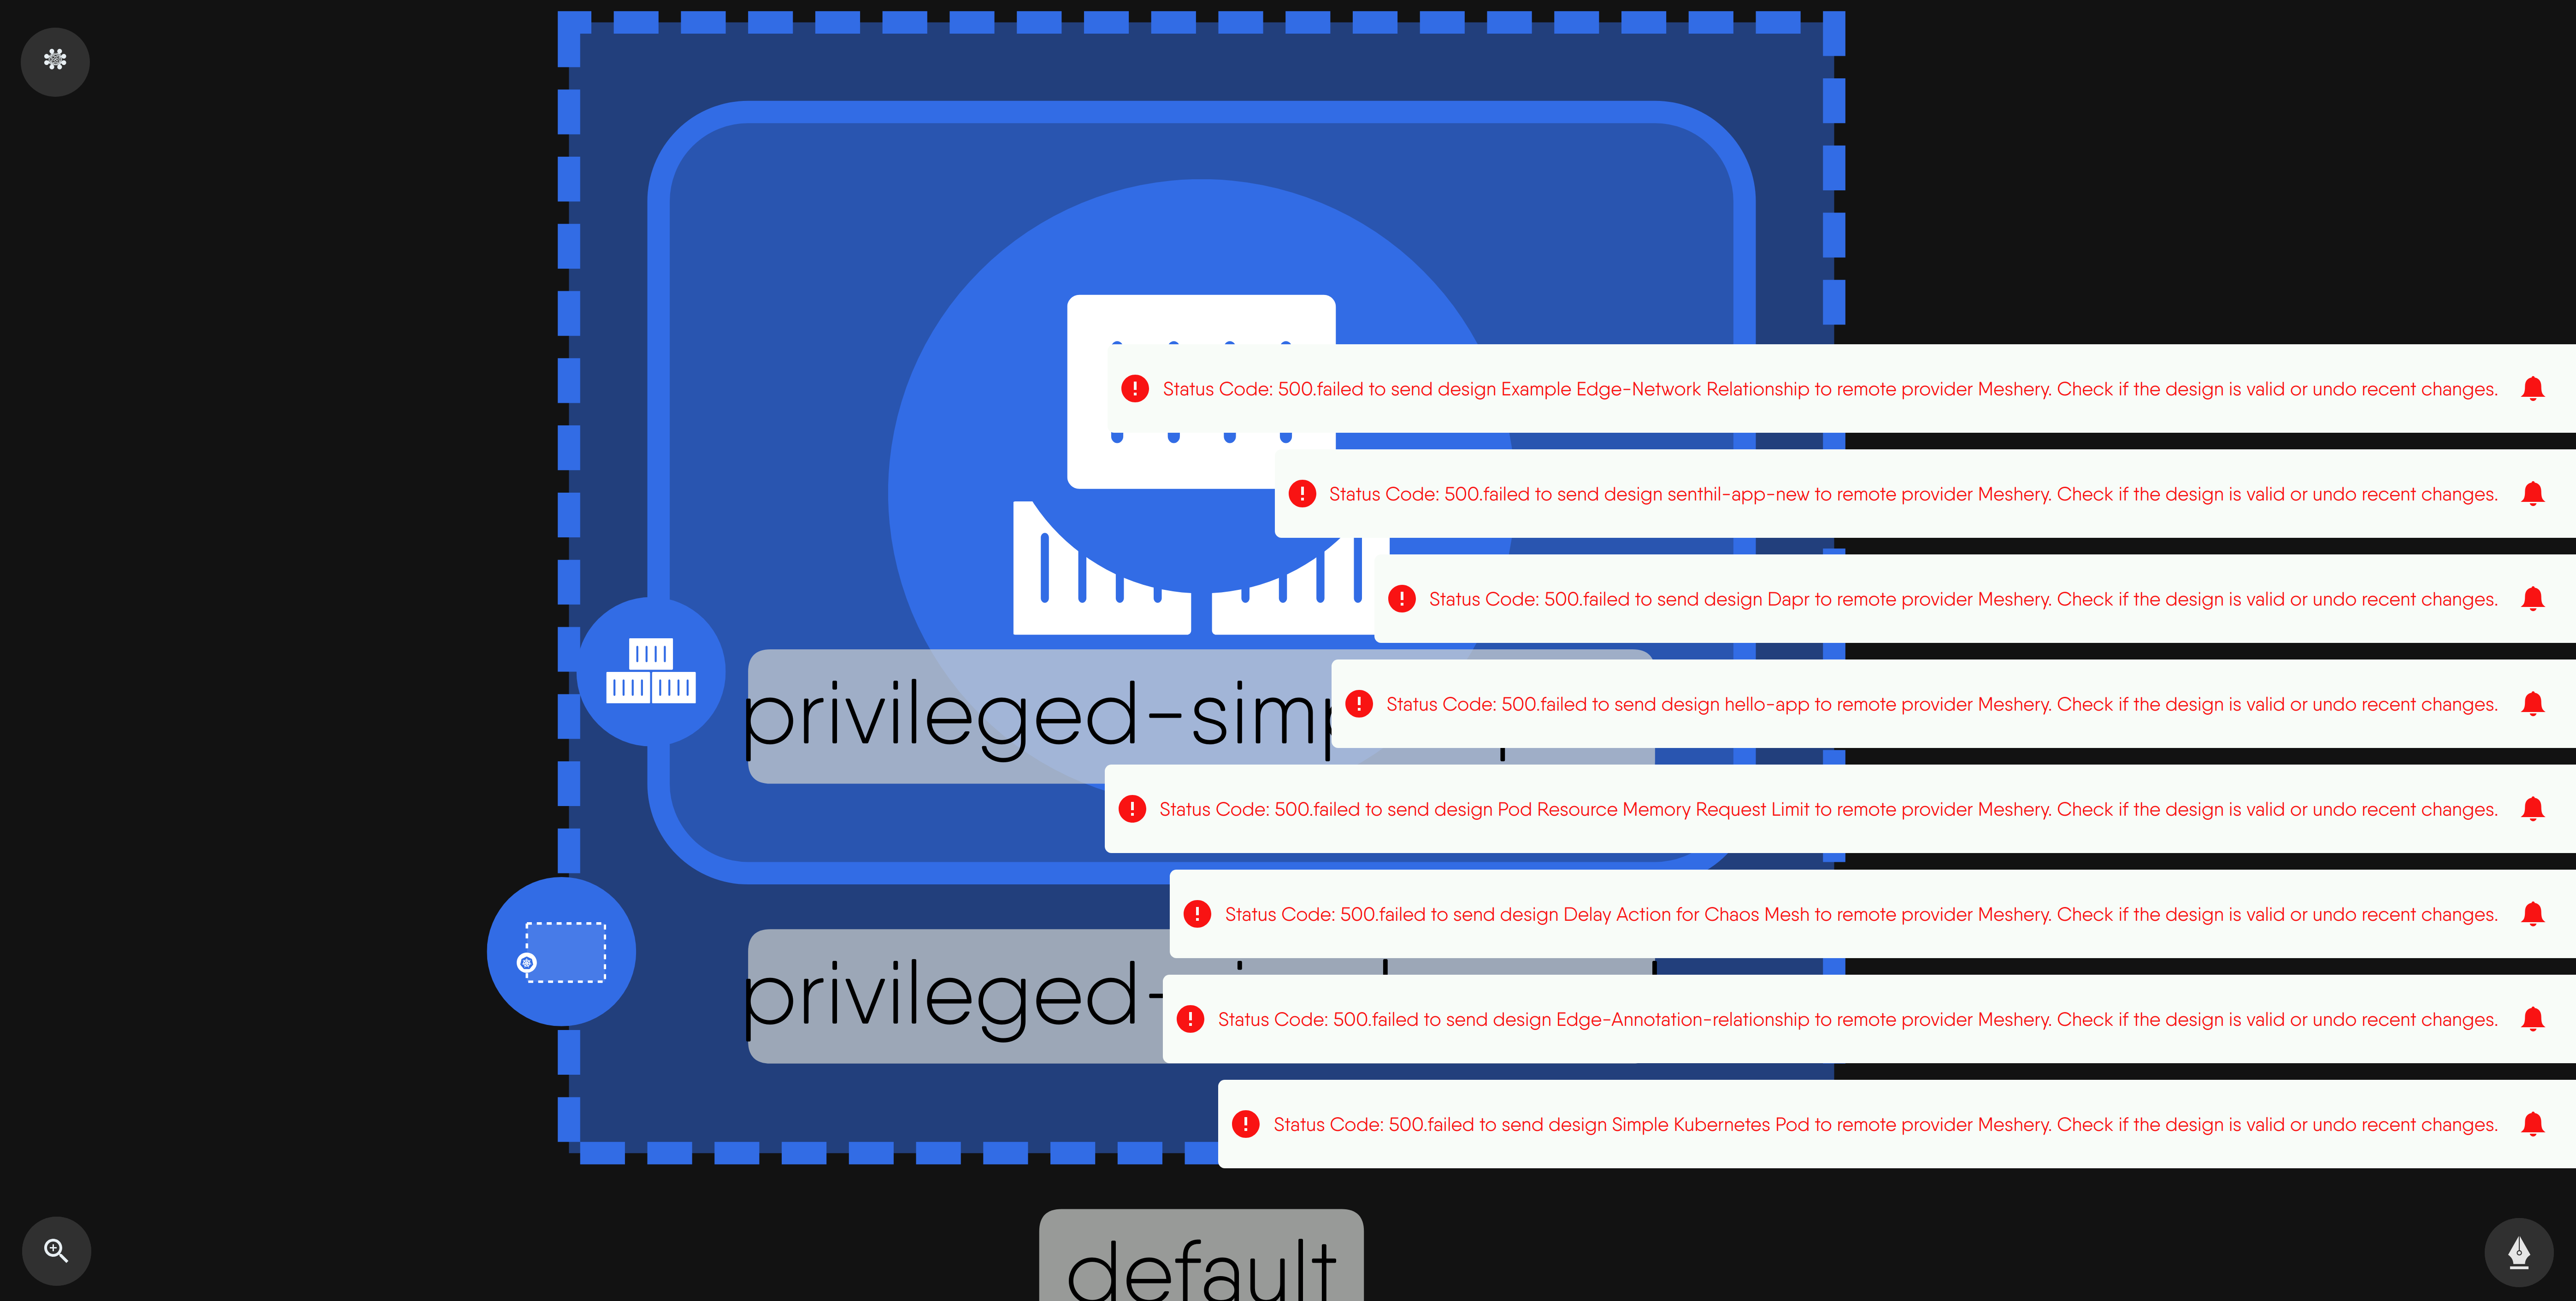 Status Code: 500.failed to send design Example Edge-Network Relationship to remote provider Meshery. Check if the design is valid or undo recent changes.
Status Code: 500.failed to send design senthil-app-new to remote provider Meshery. Check if the design is valid or undo recent changes.
Status Code: 500.failed to send design Dapr to remote provider Meshery. Check if the design is valid or undo recent changes.
privileged-sim
Status Code: 500.failed to send design hello-app to remote provider Meshery. Check if the design is valid or undo recent changes.
Status Code: 500.failed to send design Pod Resource Memory Request Limit to remote provider Meshery. Check if the design is valid or undo recent changes.
Status Code: 500.failed to send design Delay Action for Chaos Mesh to remote provider Meshery. Check if the design is valid or undo recent changes.
privileged-
Status Code: 500.failed to send design Edge-Annotation-relationship to remote provider Meshery. Check if the design is valid or undo recent changes.
Status Code: 500.failed to send design Simple Kubernetes Pod to remote provider Meshery. Check if the design is valid or undo recent changes.
default